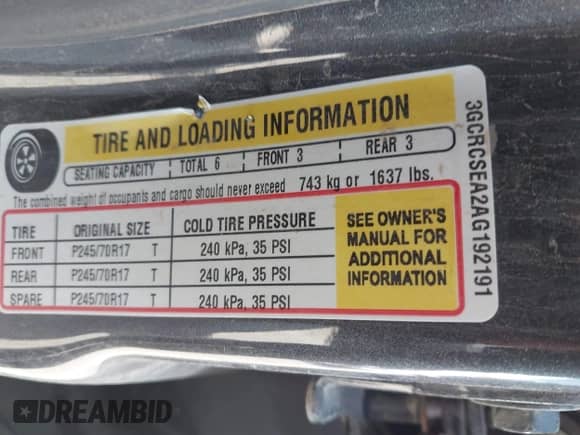 TIRE AND LOADING INFORMATION
SEATING CAPACITY TOTAL 6 FRONT 3 REAR 3
The combined weight of occupants and cargo should never exceed 743 kg or 1637 lbs.
TIRE ORIGINAL SIZE COLD TIRE PRESSURE
FRONT P245/70R17 T 240 kPa, 35 PSI
REAR P245/70R17 T 240 kPa, 35 PSI
SPARE P245/70R17 T 240 kPa, 35 PSI
SEE OWNER'S
MANUAL FOR
ADDITIONAL
INFORMATION
3GCRCSEA2AG192191
DREAMBID